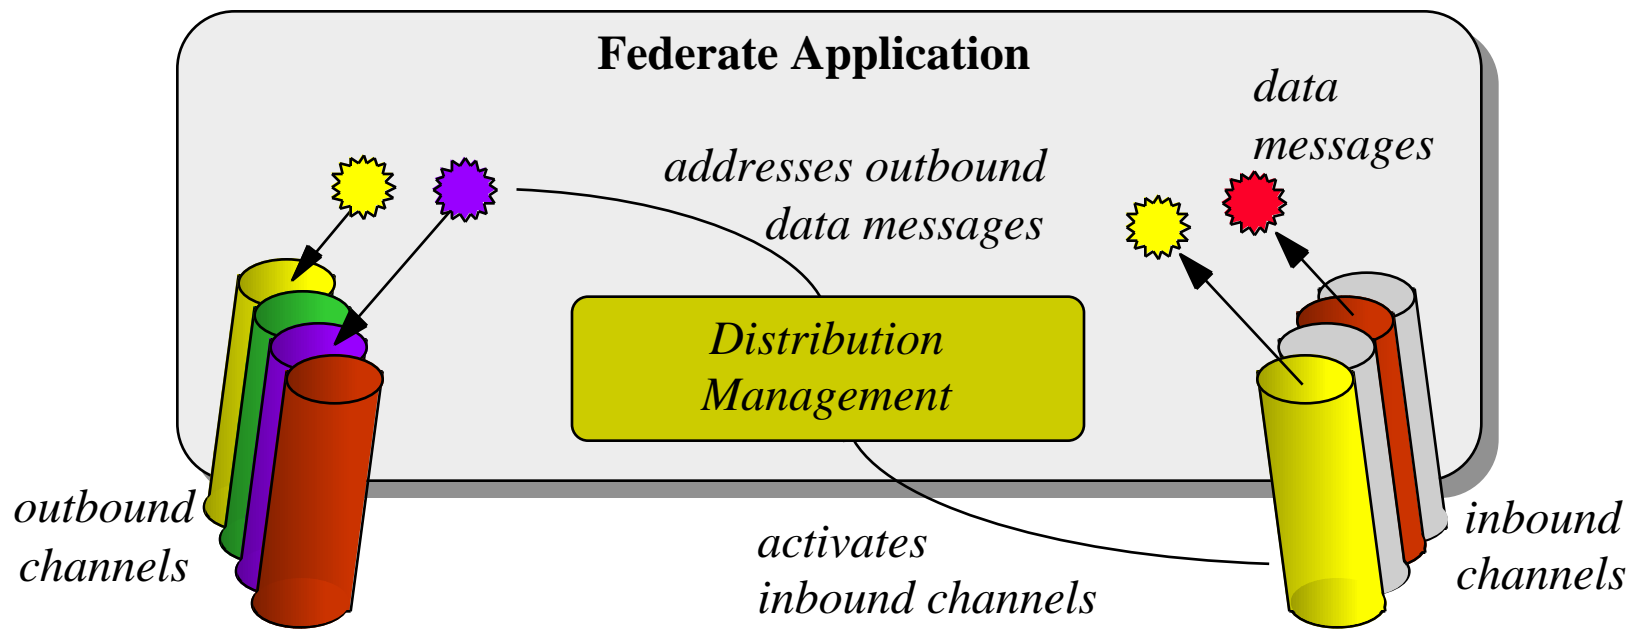 Federate Application
data
messages
addresses outbound
data messages
Distribution
Management
outbound
channels
activates
inbound channels
inbound
channels